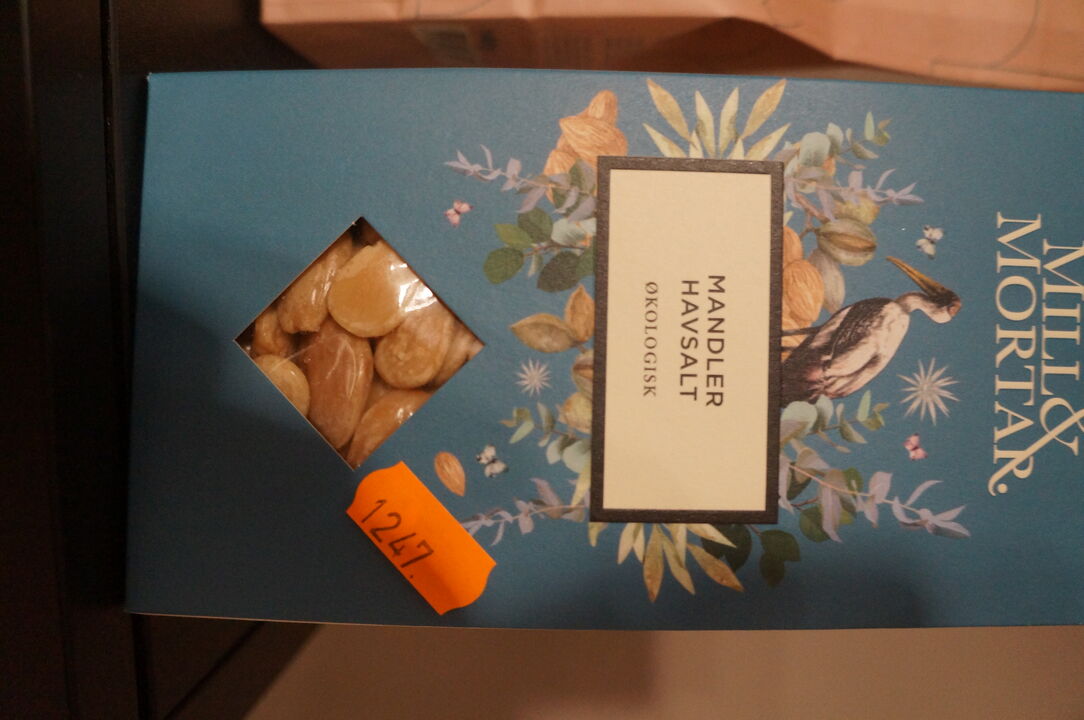 MILL &
MORTAR.
MANDLER
HAVSALT
ØKOLOGISK
1247.